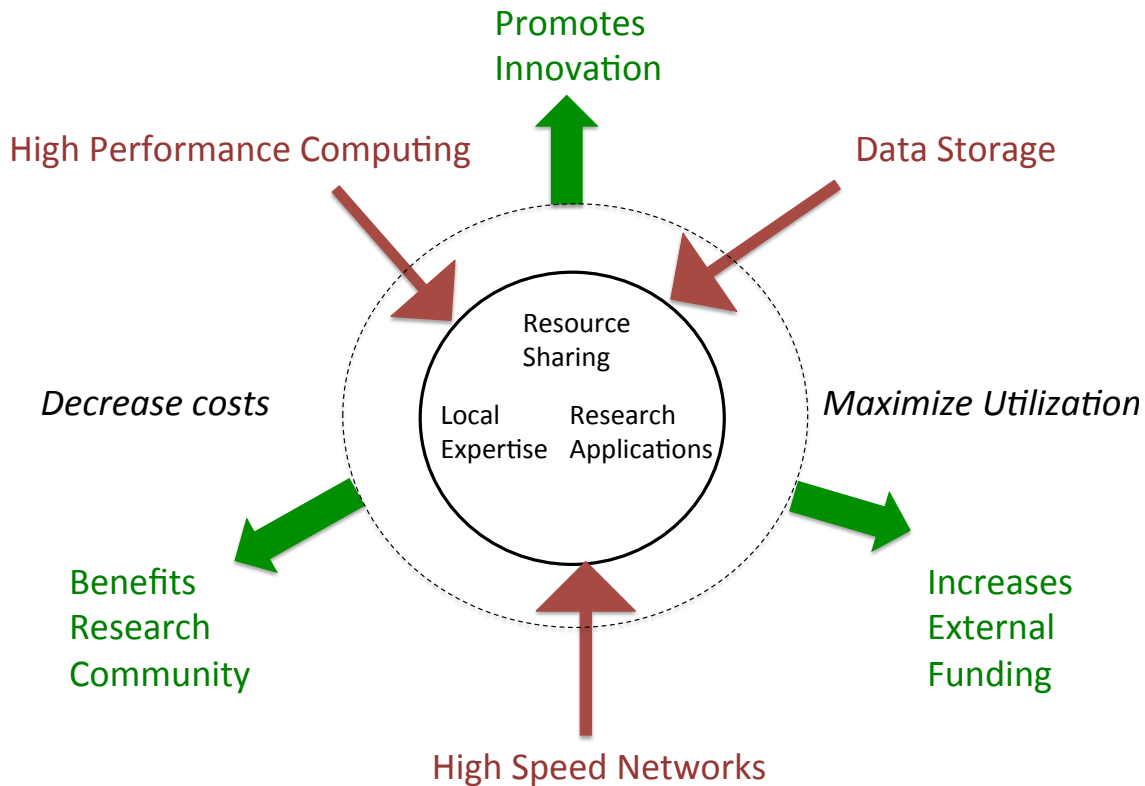 Promotes
Innovation
High Performance Computing
Data Storage
Resource
Sharing
Decrease costs
Maximize Utilization
Local
Expertise
Research
Applications
Benefits
Research
Community
Increases
External
Funding
High Speed Networks